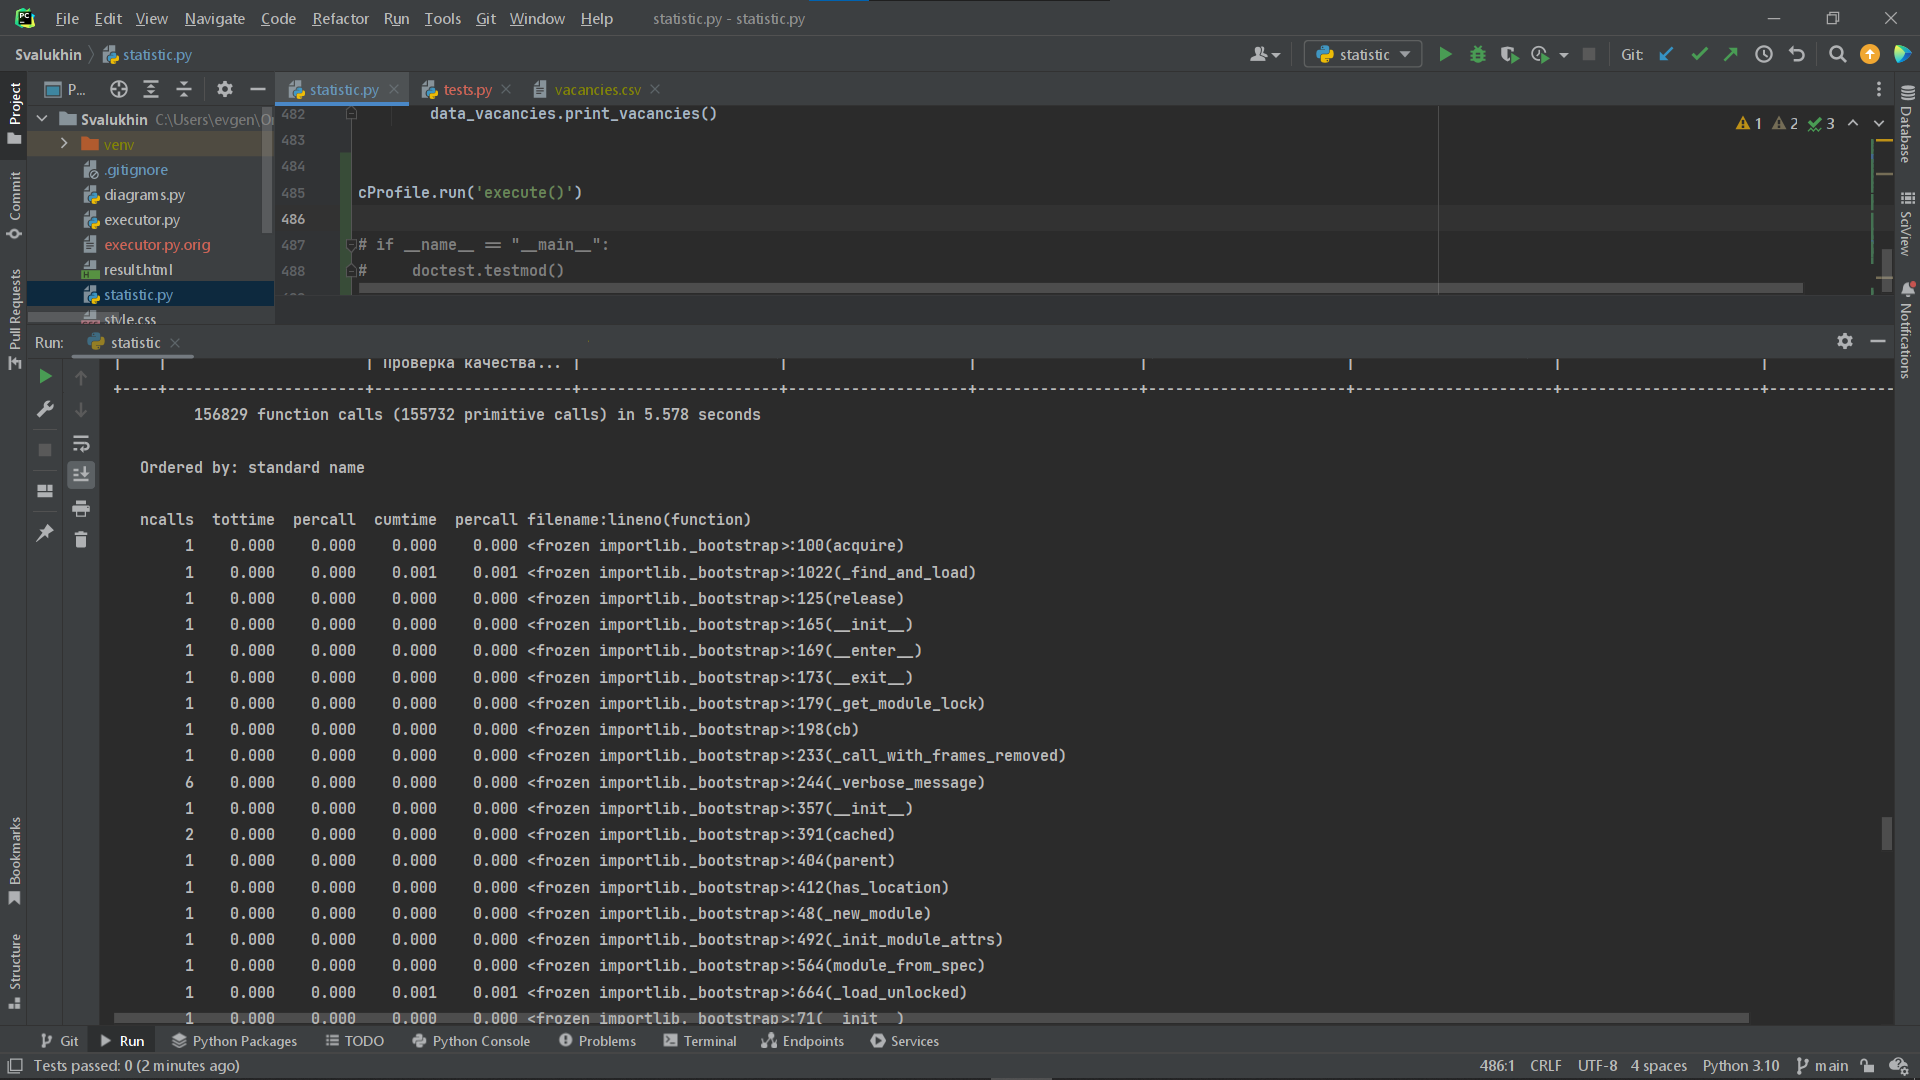 File Edit View Navigate Code Refactor Run Tools Git Window Help statistic.py - statistic.py
Svalukhin statistic.py statistic Git:
P... statistic.py tests.py vacancies.csv
Project
Commit
Pull Requests
Bookmarks
Structure
Database
SciView
Notifications
Svalukhin C:\Users\evgen\O
venv
.gitignore
diagrams.py
executor.py
executor.py.orig
result.html
statistic.py
style.css
1 2 3
482 data_vacancies.print_vacancies()
483
484
485 cProfile.run('execute()')
486
487 # if __name__ == "__main__":
488 #     doctest.testmod()
Run: statistic
| | | Проверка качества... | | | | | | |
+----+----------------------+----------------------+----------------------+--------------------+------------------+----------------------+----------------------+----------------------+--------------
156829 function calls (155732 primitive calls) in 5.578 seconds
Ordered by: standard name
ncalls  tottime  percall  cumtime  percall filename:lineno(function)
1    0.000    0.000    0.000    0.000 <frozen importlib._bootstrap>:100(acquire)
1    0.000    0.000    0.001    0.001 <frozen importlib._bootstrap>:1022(_find_and_load)
1    0.000    0.000    0.000    0.000 <frozen importlib._bootstrap>:125(release)
1    0.000    0.000    0.000    0.000 <frozen importlib._bootstrap>:165(__init__)
1    0.000    0.000    0.000    0.000 <frozen importlib._bootstrap>:169(__enter__)
1    0.000    0.000    0.000    0.000 <frozen importlib._bootstrap>:173(__exit__)
1    0.000    0.000    0.000    0.000 <frozen importlib._bootstrap>:179(_get_module_lock)
1    0.000    0.000    0.000    0.000 <frozen importlib._bootstrap>:198(cb)
1    0.000    0.000    0.000    0.000 <frozen importlib._bootstrap>:233(_call_with_frames_removed)
6    0.000    0.000    0.000    0.000 <frozen importlib._bootstrap>:244(_verbose_message)
1    0.000    0.000    0.000    0.000 <frozen importlib._bootstrap>:357(__init__)
2    0.000    0.000    0.000    0.000 <frozen importlib._bootstrap>:391(cached)
1    0.000    0.000    0.000    0.000 <frozen importlib._bootstrap>:404(parent)
1    0.000    0.000    0.000    0.000 <frozen importlib._bootstrap>:412(has_location)
1    0.000    0.000    0.000    0.000 <frozen importlib._bootstrap>:48(_new_module)
1    0.000    0.000    0.000    0.000 <frozen importlib._bootstrap>:492(_init_module_attrs)
1    0.000    0.000    0.000    0.000 <frozen importlib._bootstrap>:564(module_from_spec)
1    0.000    0.000    0.001    0.001 <frozen importlib._bootstrap>:664(_load_unlocked)
1    0.000    0.000    0.000    0.000 <frozen importlib._bootstrap>:71(__init__)
Git Run Python Packages TODO Python Console Problems Terminal Endpoints Services
Tests passed: 0 (2 minutes ago) 486:1 CRLF UTF-8 4 spaces Python 3.10 main